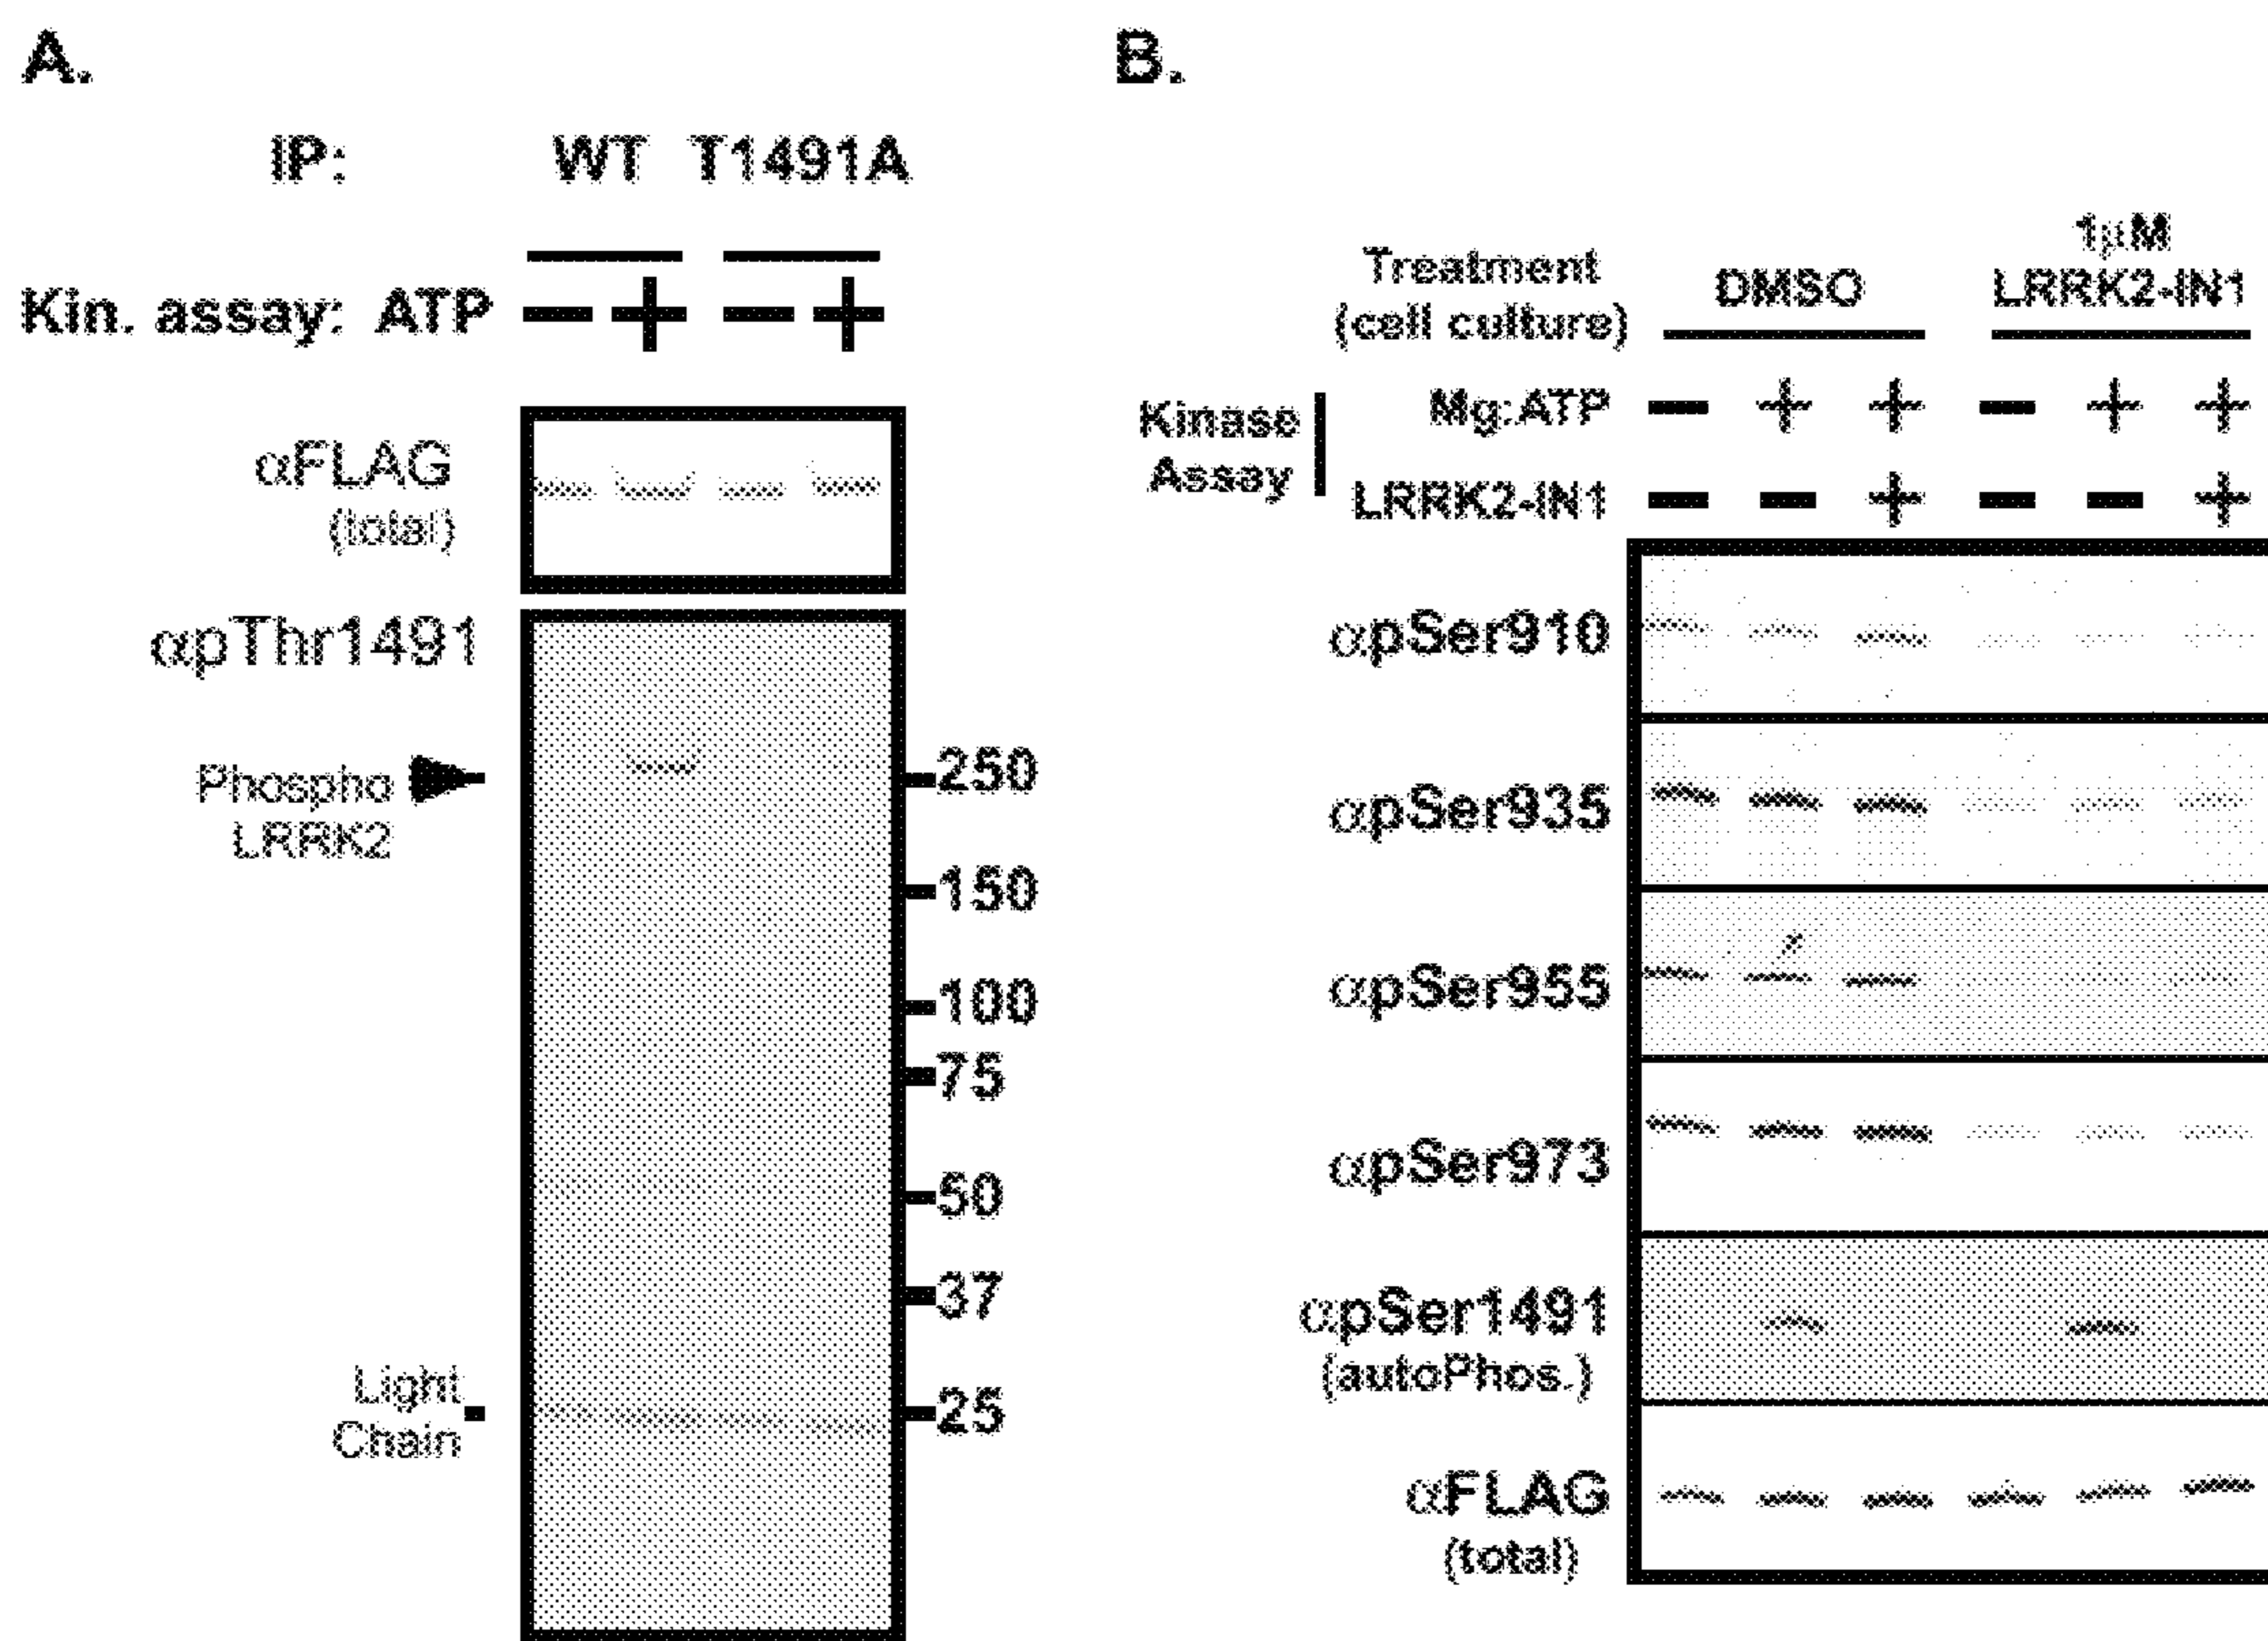 A.
IP: WT T1491A
Kin. assay: ATP − + − +
αFLAG
(total)
αpThr1491
Phospho
LRRK2
250
150
100
75
50
37
25
Light
Chain
B.
Treatment
(cell culture)
DMSO
1μM
LRRK2-IN1
Kinase
Assay
Mg:ATP − + + − + +
LRRK2-IN1 − − + − − +
αpSer910
αpSer935
αpSer955
αpSer973
αpSer1491
(autoPhos.)
αFLAG
(total)